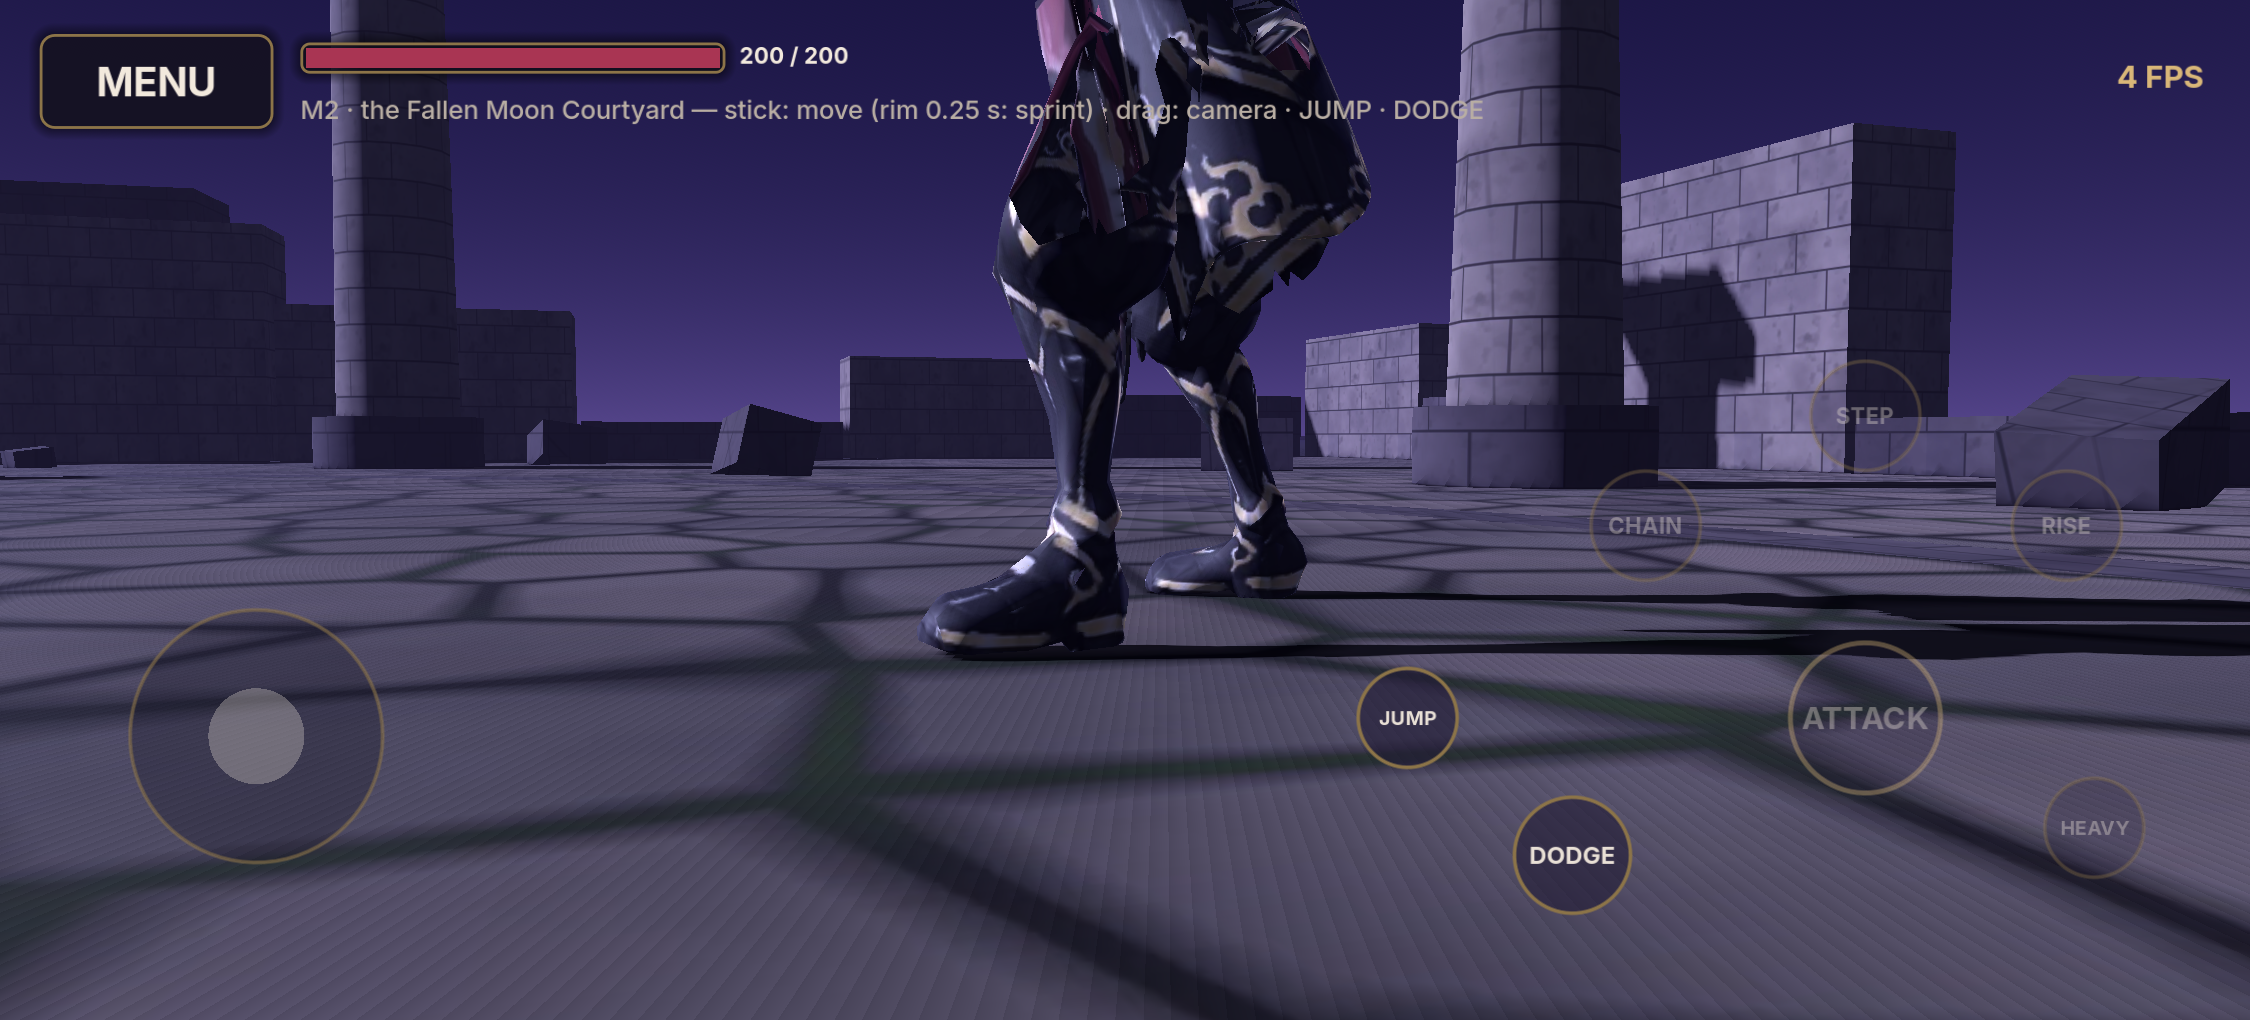 MENU
200 / 200
4 FPS
M2 · the Fallen Moon Courtyard — stick: move (rim 0.25 s: sprint) · drag: camera · JUMP · DODGE
STEP
CHAIN
RISE
JUMP
ATTACK
HEAVY
DODGE